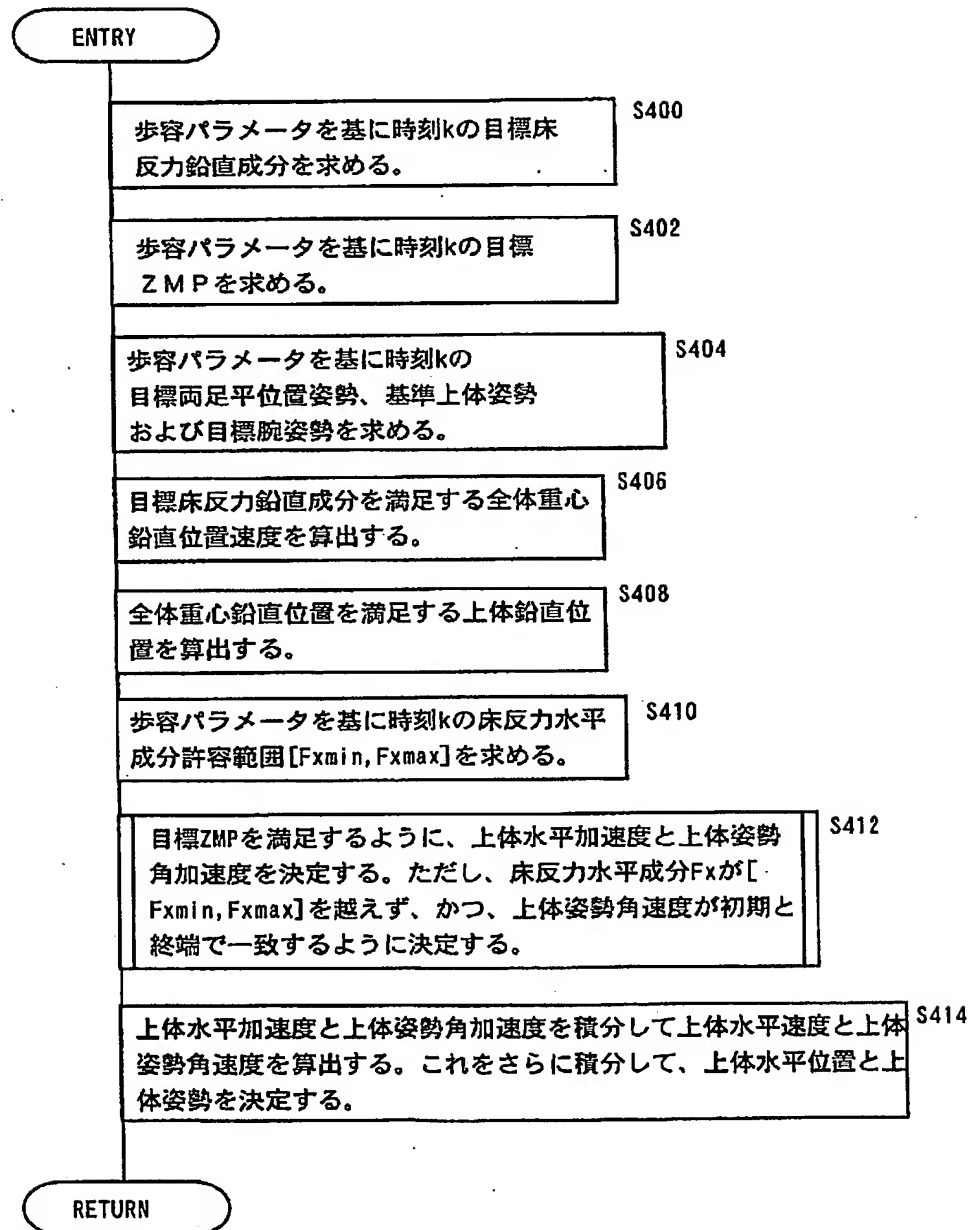 ENTRY
S400
歩容パラメータを基に時刻kの目標床
反力鉛直成分を求める。
S402
歩容パラメータを基に時刻kの目標
ZMPを求める。
S404
歩容パラメータを基に時刻kの
目標両足平位置姿勢、基準上体姿勢
および目標腕姿勢を求める。
S406
目標床反力鉛直成分を満足する全体重心
鉛直位置速度を算出する。
S408
全体重心鉛直位置を満足する上体鉛直位
置を算出する。
S410
歩容パラメータを基に時刻kの床反力水平
成分許容範囲[Fxmin,Fxmax]を求める。
S412
目標ZMPを満足するように、上体水平加速度と上体姿勢
角加速度を決定する。ただし、床反力水平成分Fxが[
Fxmin,Fxmax]を越えず、かつ、上体姿勢角速度が初期と
終端で一致するように決定する。
S414
上体水平加速度と上体姿勢角加速度を積分して上体水平速度と上体
姿勢角速度を算出する。これをさらに積分して、上体水平位置と上
体姿勢を決定する。
RETURN